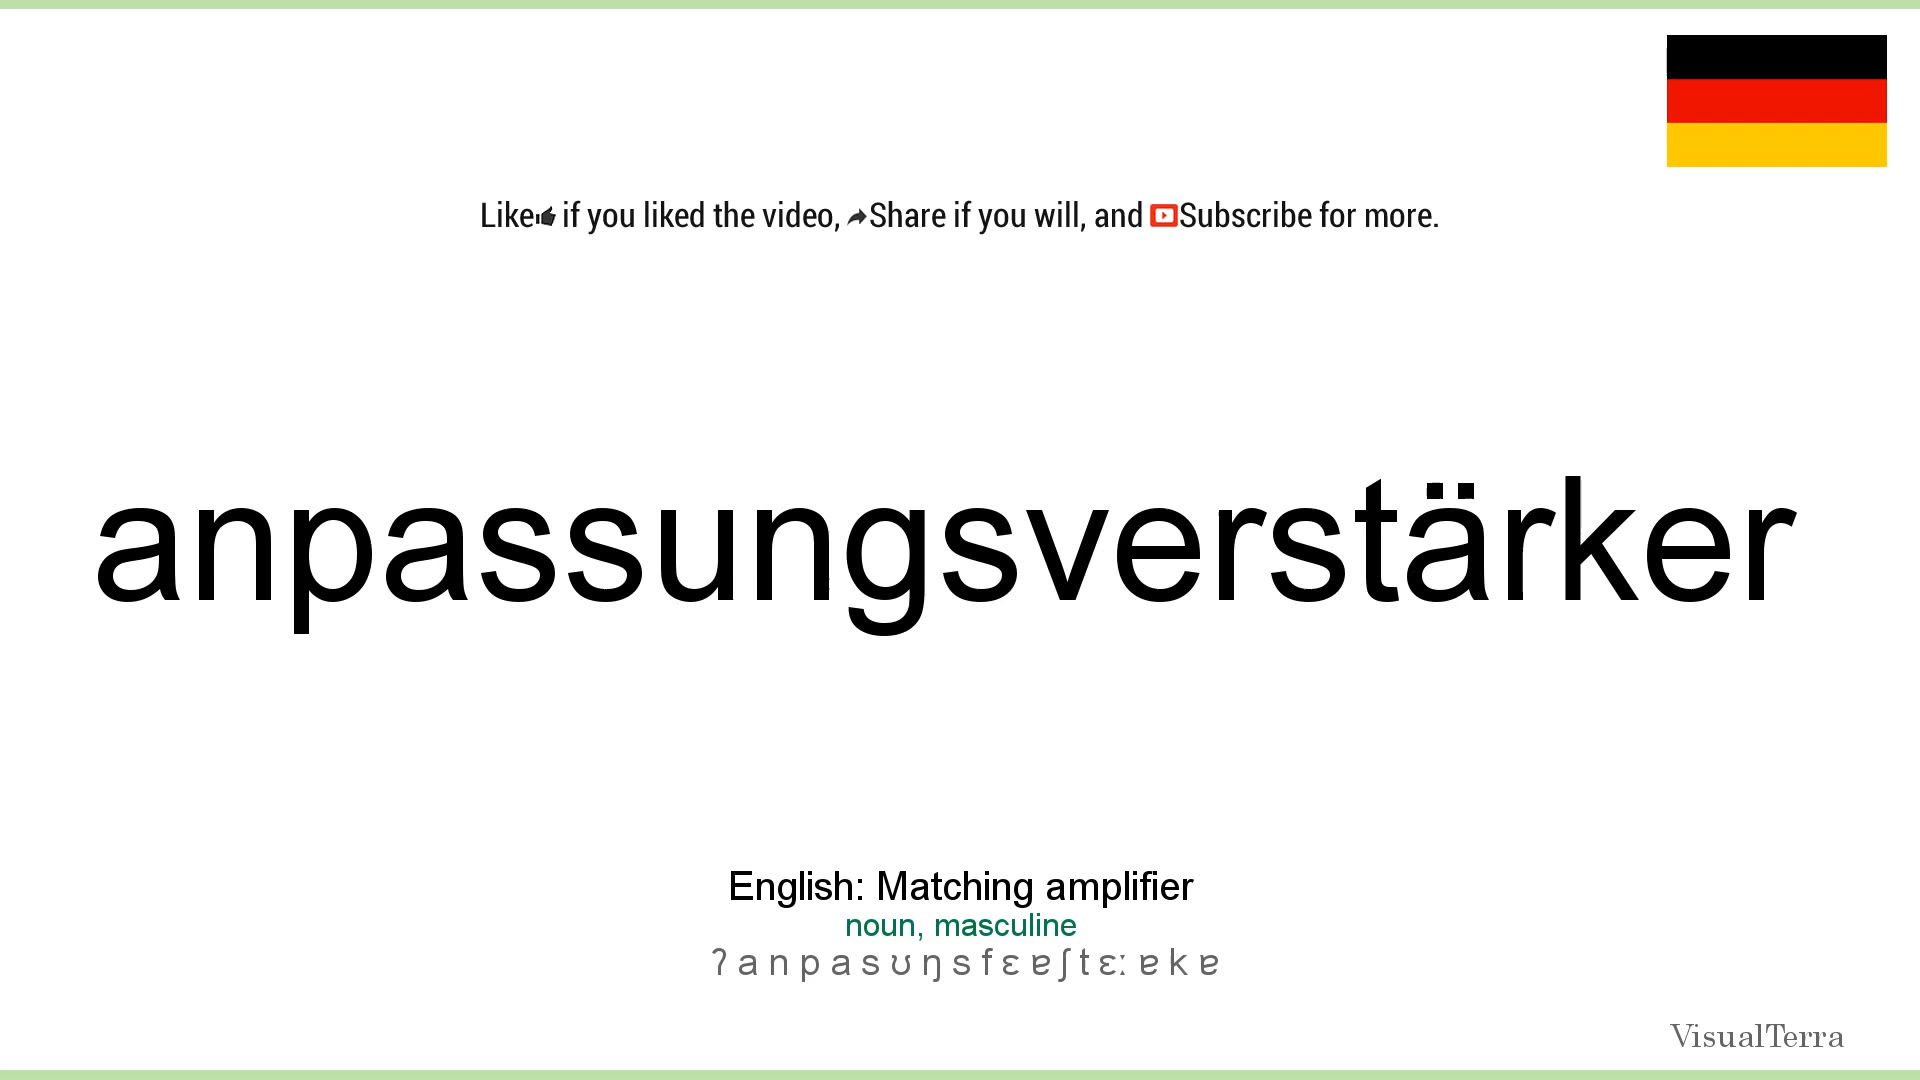 Like if you liked the video, Share if you will, and Subscribe for more.
anpassungsverstärker
English: Matching amplifier
noun, masculine
ʔ a n p a s ʊ ŋ s f ɛ ɐ ʃ t ɛː ɐ k ɐ
VisualTerra